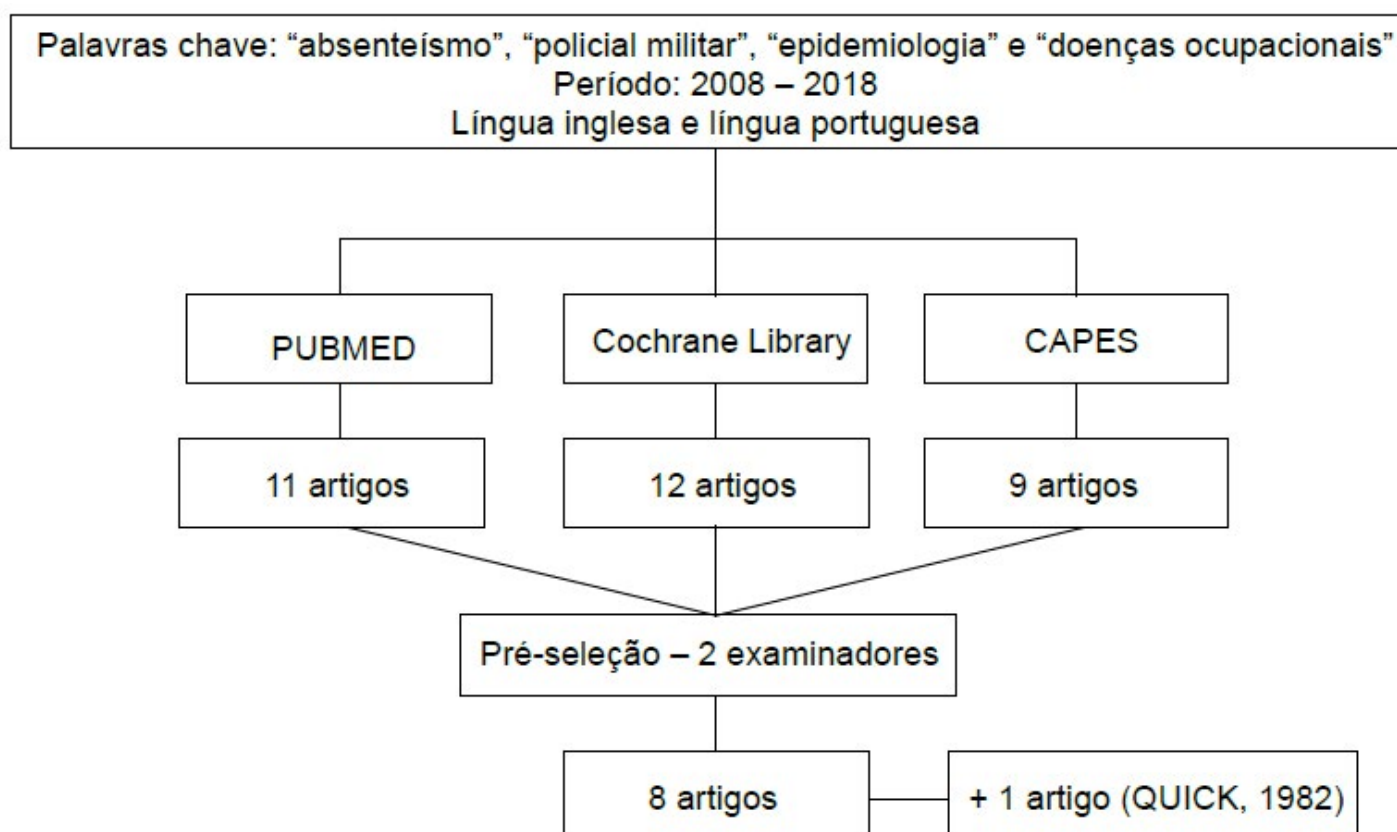 Palavras chave: “absenteísmo”, “policial militar”, “epidemiologia” e “doenças ocupacionais”
Período: 2008 – 2018
Língua inglesa e língua portuguesa
PUBMED
Cochrane Library
CAPES
11 artigos
12 artigos
9 artigos
Pré-seleção – 2 examinadores
8 artigos
+ 1 artigo (QUICK, 1982)